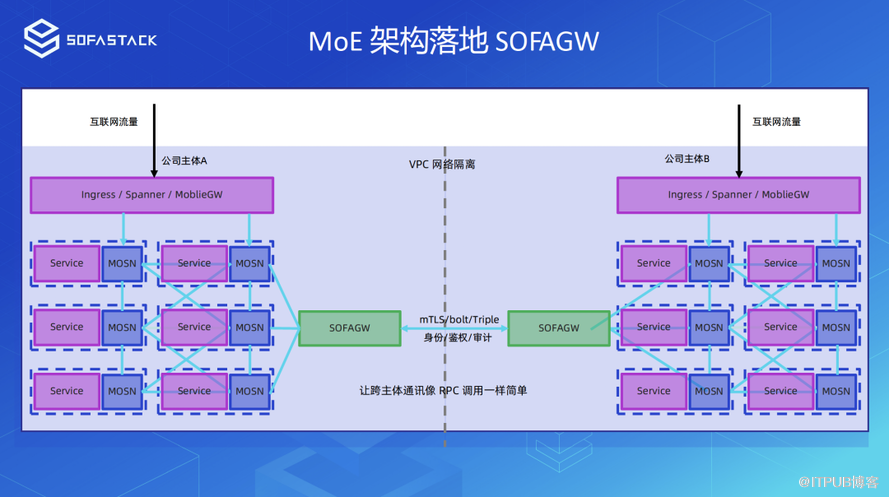 SOFASTACK
MoE 架构落地 SOFAGW
互联网流量
互联网流量
公司主体A
VPC 网络隔离
公司主体B
Ingress / Spanner / MoblieGW
Ingress / Spanner / MoblieGW
Service MOSN Service MOSN
Service MOSN Service MOSN
Service MOSN Service MOSN
SOFAGW
mTLS/bolt/Triple
身份/鉴权/审计
SOFAGW
Service MOSN Service MOSN
Service MOSN Service MOSN
Service MOSN Service MOSN
让跨主体通讯像 RPC 调用一样简单
@ITPUB博客